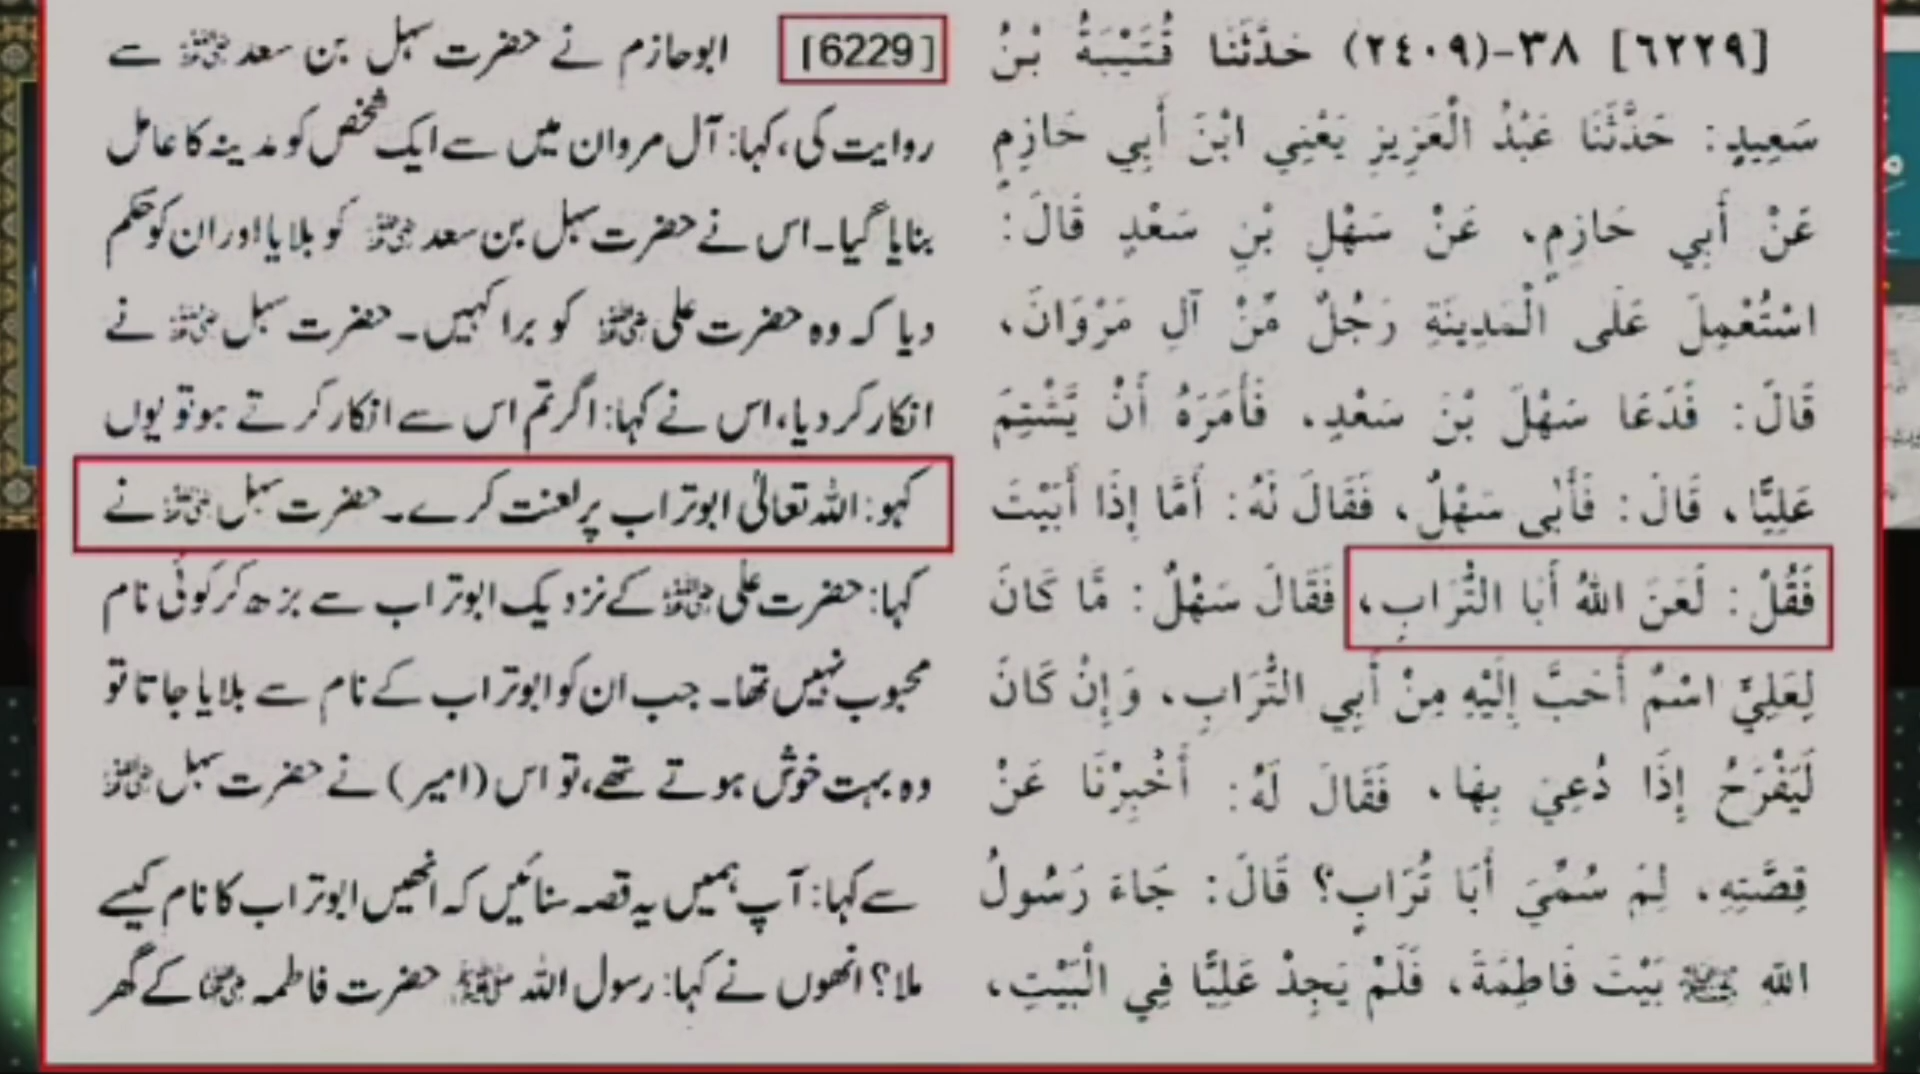 [٦٢٢٩] ٣٨-(٢٤٠٩) حَدَّثَنَا قُتَيْبَةُ بْنُ
سَعِيدٍ: حَدَّثَنَا عَبْدُ الْعَزِيزِ يَعْنِي ابْنَ أَبِي حَازِمٍ
عَنْ أَبِي حَازِمٍ، عَنْ سَهْلِ بْنِ سَعْدٍ قَالَ:
اسْتُعْمِلَ عَلَى الْمَدِينَةِ رَجُلٌ مِّنْ آلِ مَرْوَانَ،
قَالَ: فَدَعَا سَهْلَ بْنَ سَعْدٍ، فَأَمَرَهُ أَنْ يَّشْتِمَ
عَلِيًّا، قَالَ: فَأَبٰى سَهْلٌ، فَقَالَ لَهُ: أَمَّا إِذَا أَبَيْتَ
فَقُلْ: لَعَنَ اللهُ أَبَا التُّرَابِ، فَقَالَ سَهْلٌ: مَّا كَانَ
لِعَلِيٍّ اسْمٌ أَحَبَّ إِلَيْهِ مِنْ أَبِي التُّرَابِ، وَإِنْ كَانَ
لَيَفْرَحُ إِذَا دُعِيَ بِهَا، فَقَالَ لَهُ: أَخْبِرْنَا عَنْ
قِصَّتِهِ، لِمَ سُمِّيَ أَبَا تُرَابٍ؟ قَالَ: جَاءَ رَسُولُ
اللهِ ﷺ بَيْتَ فَاطِمَةَ، فَلَمْ يَجِدْ عَلِيًّا فِي الْبَيْتِ،
[6229] ابوحازم نے حضرت سہل بن سعد رضی اللہ عنہ سے
روایت کی، کہا: آل مروان میں سے ایک شخص کو مدینہ کا عامل
بنایا گیا۔ اس نے حضرت سہل بن سعد رضی اللہ عنہ کو بلایا اور ان کو حکم
دیا کہ وہ حضرت علی رضی اللہ عنہ کو برا کہیں۔ حضرت سہل رضی اللہ عنہ نے
انکار کر دیا، اس نے کہا: اگر تم اس سے انکار کرتے ہو تو یوں
کہو: اللہ تعالیٰ ابوتراب پر لعنت کرے۔ حضرت سہل رضی اللہ عنہ نے
کہا: حضرت علی رضی اللہ عنہ کے نزدیک ابوتراب سے بڑھ کر کوئی نام
محبوب نہیں تھا۔ جب ان کو ابوتراب کے نام سے بلایا جاتا تو
وہ بہت خوش ہوتے تھے، تو اس (امیر) نے حضرت سہل رضی اللہ عنہ
سے کہا: آپ ہمیں یہ قصہ سنائیں کہ انھیں ابوتراب کا نام کیسے
ملا؟ انھوں نے کہا: رسول اللہ ﷺ حضرت فاطمہ رضی اللہ عنہا کے گھر